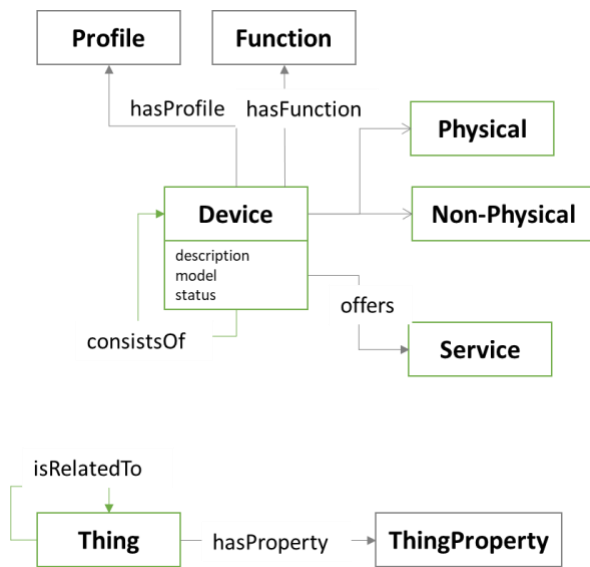 Profile
Function
hasProfile
hasFunction
Physical
Device
Non-Physical
description
model
status
offers
consistsOf
Service
isRelatedTo
Thing
hasProperty
ThingProperty